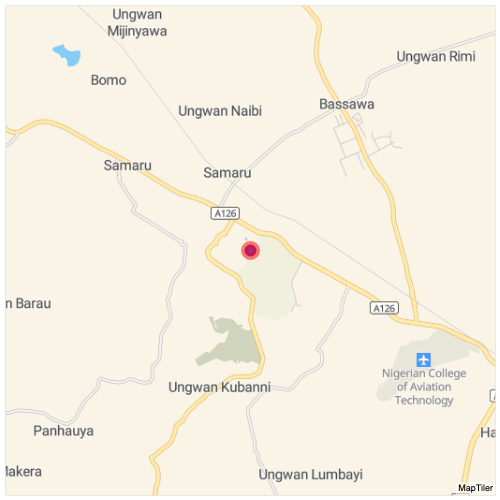 Ungwan
Mijinyawa
Ungwan Rimi
Bomo
Bassawa
Ungwan Naibi
Samaru
Samaru
A126
n Barau
A126
Nigerian College
of Aviation
Technology
Ungwan Kubanni
Panhauya
Ha
Makera
Ungwan Lumbayi
MapTiler